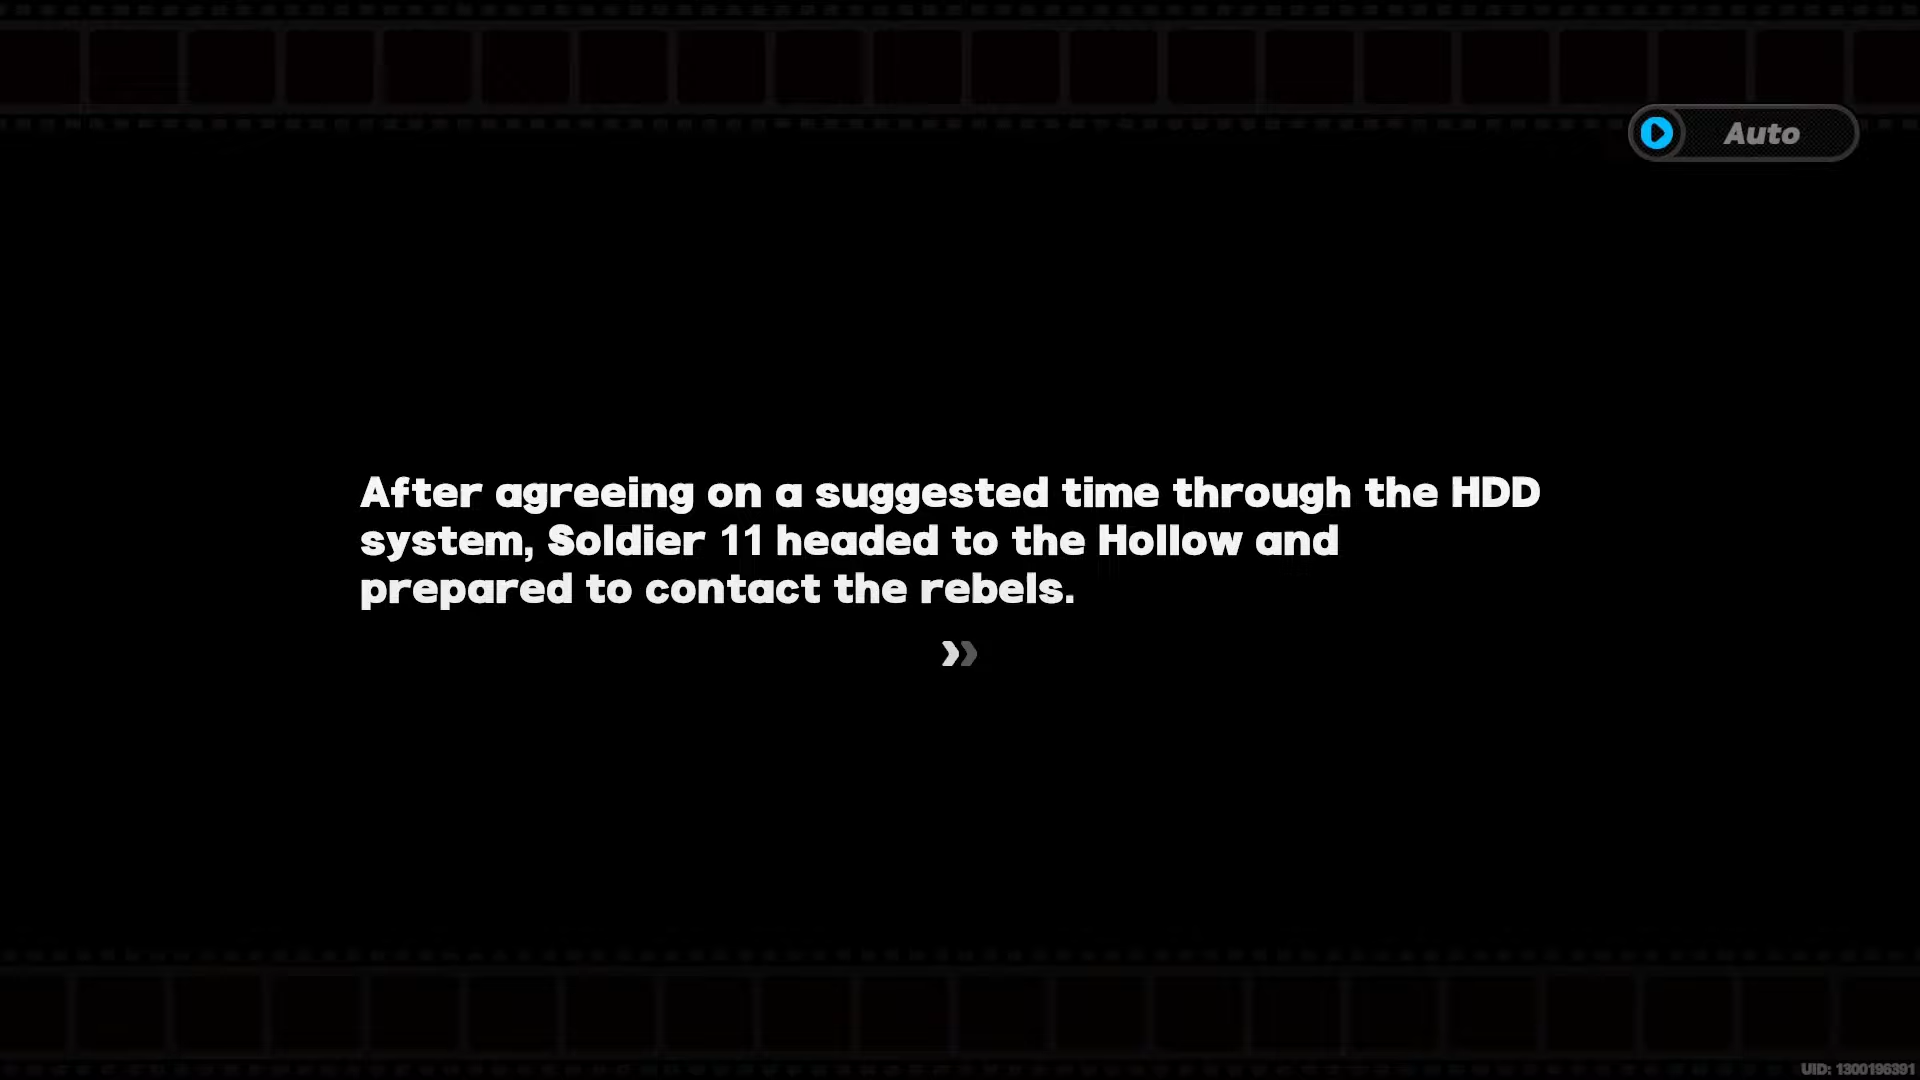 Auto
After agreeing on a suggested time through the HDD
system, Soldier 11 headed to the Hollow and
prepared to contact the rebels.
UID: 1300196391